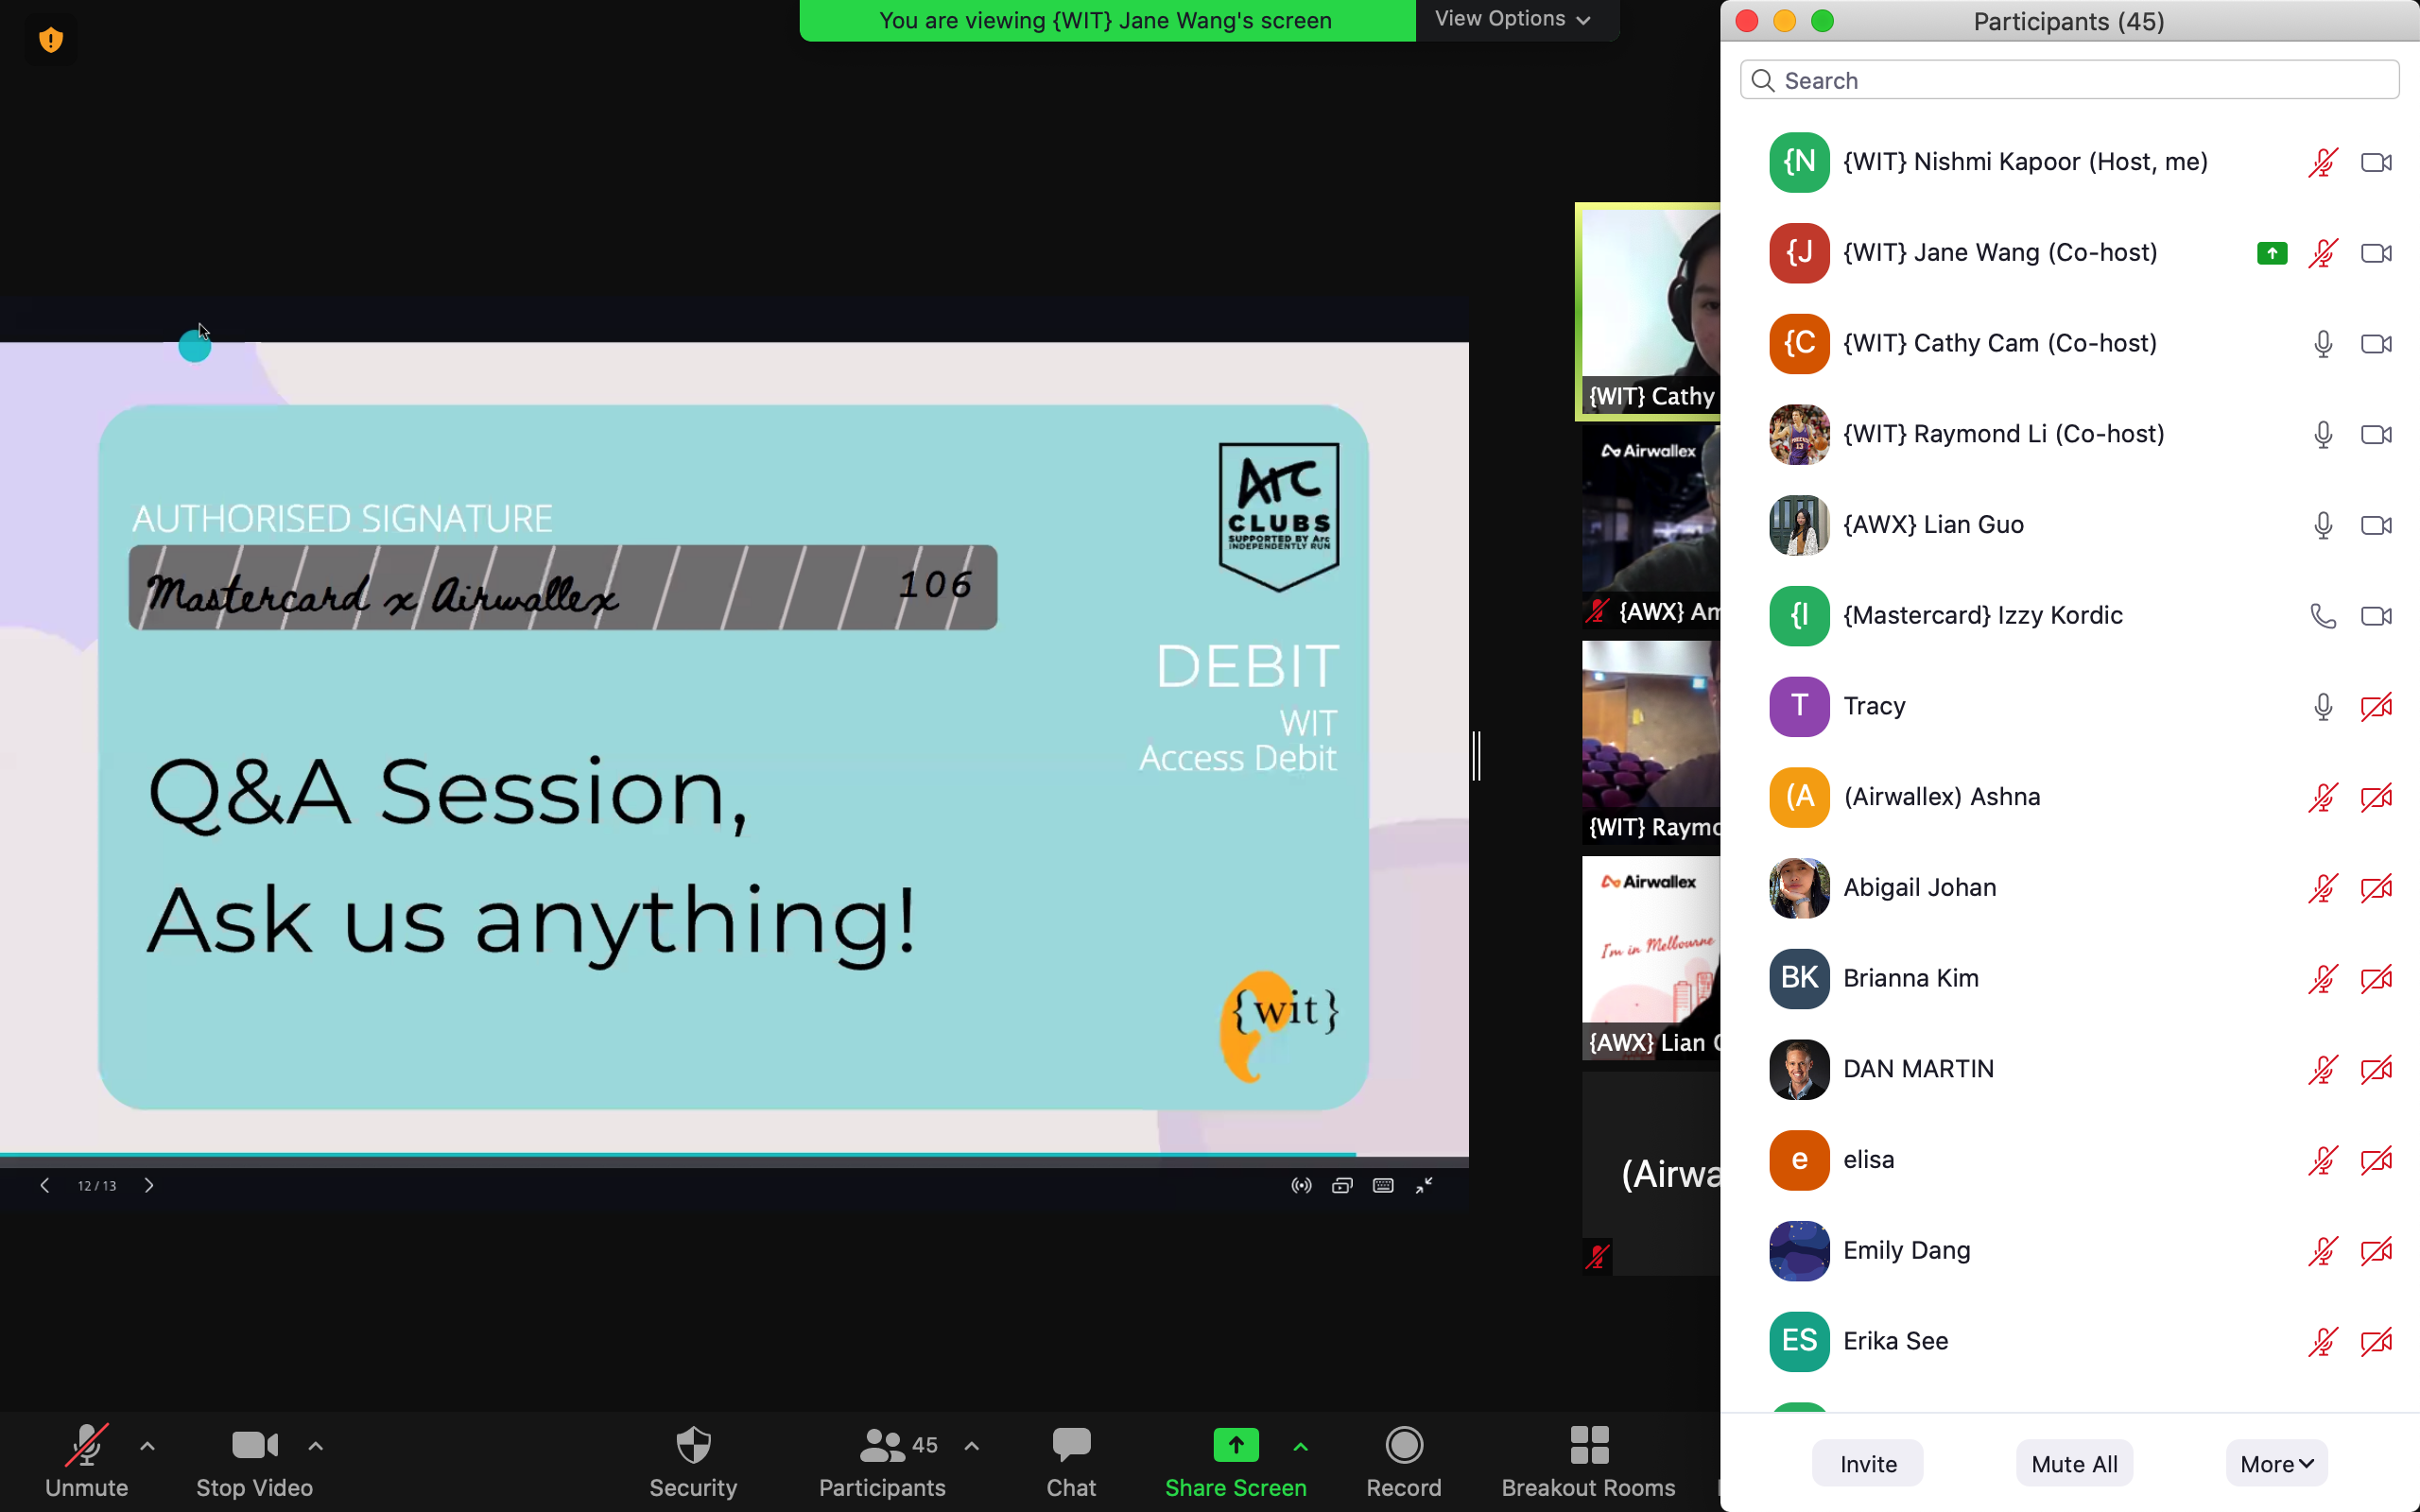 You are viewing {WIT} Jane Wang's screen
View Options
AUTHORISED SIGNATURE
Mastercard x Airwallex
106
Arc
CLUBS
SUPPORTED BY Arc
INDEPENDENTLY RUN
DEBIT
WIT
Access Debit
Q&A Session,
Ask us anything!
{wit}
12 / 13
{WIT} Cathy
Airwallex
{AWX} Am
{WIT} Raymo
Airwallex
I'm in Melbourne
{AWX} Lian
(Airwa
Participants (45)
Search
{N
{WIT} Nishmi Kapoor (Host, me)
{J
{WIT} Jane Wang (Co-host)
{C
{WIT} Cathy Cam (Co-host)
{WIT} Raymond Li (Co-host)
{AWX} Lian Guo
{I
{Mastercard} Izzy Kordic
T
Tracy
(A
(Airwallex) Ashna
Abigail Johan
BK
Brianna Kim
DAN MARTIN
e
elisa
Emily Dang
ES
Erika See
Invite
Mute All
More
Unmute
Stop Video
Security
45
Participants
Chat
Share Screen
Record
Breakout Rooms